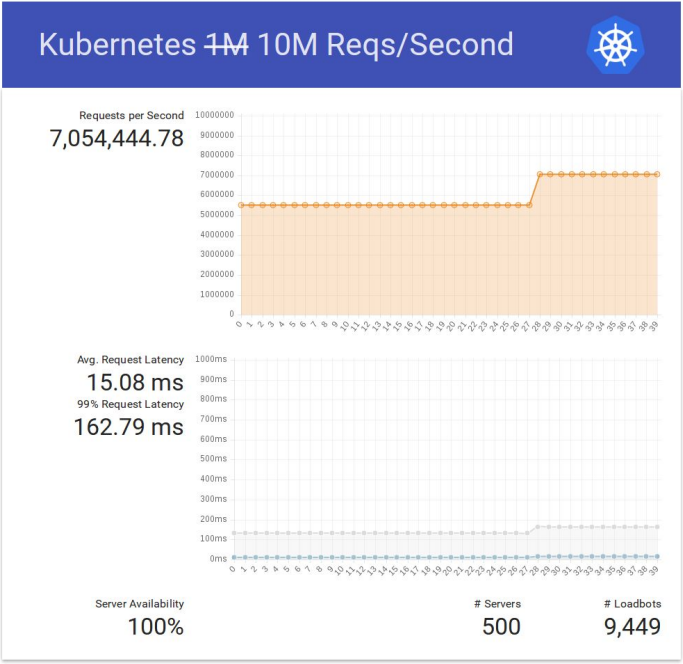 Kubernetes 1M 10M Reqs/Second
Requests per Second
7,054,444.78
10000000
9000000
8000000
7000000
6000000
5000000
4000000
3000000
2000000
1000000
0
0 1 2 3 4 5 6 7 8 9 10 11 12 13 14 15 16 17 18 19 20 21 22 23 24 25 26 27 28 29 30 31 32 33 34 35 36 37 38 39
Avg. Request Latency
15.08 ms
99% Request Latency
162.79 ms
1000ms
900ms
800ms
700ms
600ms
500ms
400ms
300ms
200ms
100ms
0ms
0 1 2 3 4 5 6 7 8 9 10 11 12 13 14 15 16 17 18 19 20 21 22 23 24 25 26 27 28 29 30 31 32 33 34 35 36 37 38 39
Server Availability
100%
# Servers
500
# Loadbots
9,449